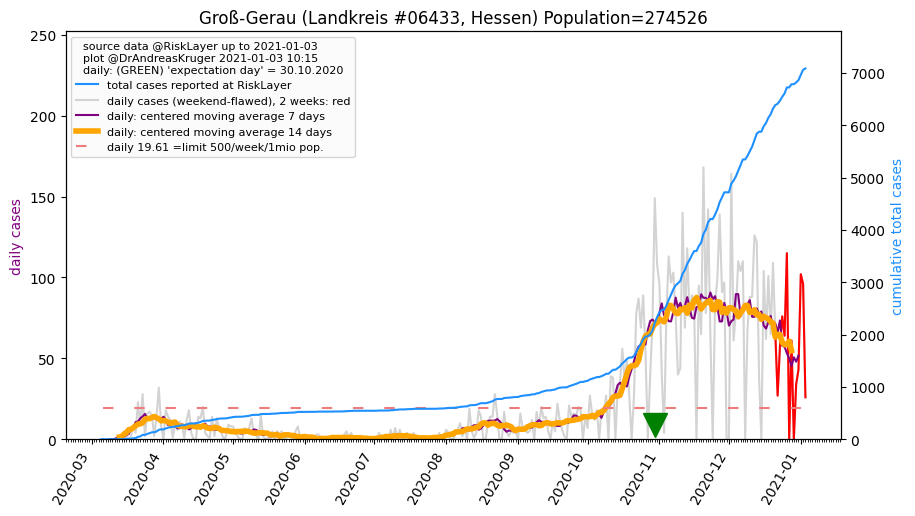 Groß-Gerau (Landkreis #06433, Hessen) Population=274526
source data @RiskLayer up to 2021-01-03
plot @DrAndreasKruger 2021-01-03 10:15
daily: (GREEN) 'expectation day' = 30.10.2020
total cases reported at RiskLayer
daily cases (weekend-flawed), 2 weeks: red
daily: centered moving average 7 days
daily: centered moving average 14 days
daily 19.61 =limit 500/week/1mio pop.
daily cases
250
200
150
100
50
0
cumulative total cases
7000
6000
5000
4000
3000
2000
1000
0
2020-03
2020-04
2020-05
2020-06
2020-07
2020-08
2020-09
2020-10
2020-11
2020-12
2021-01